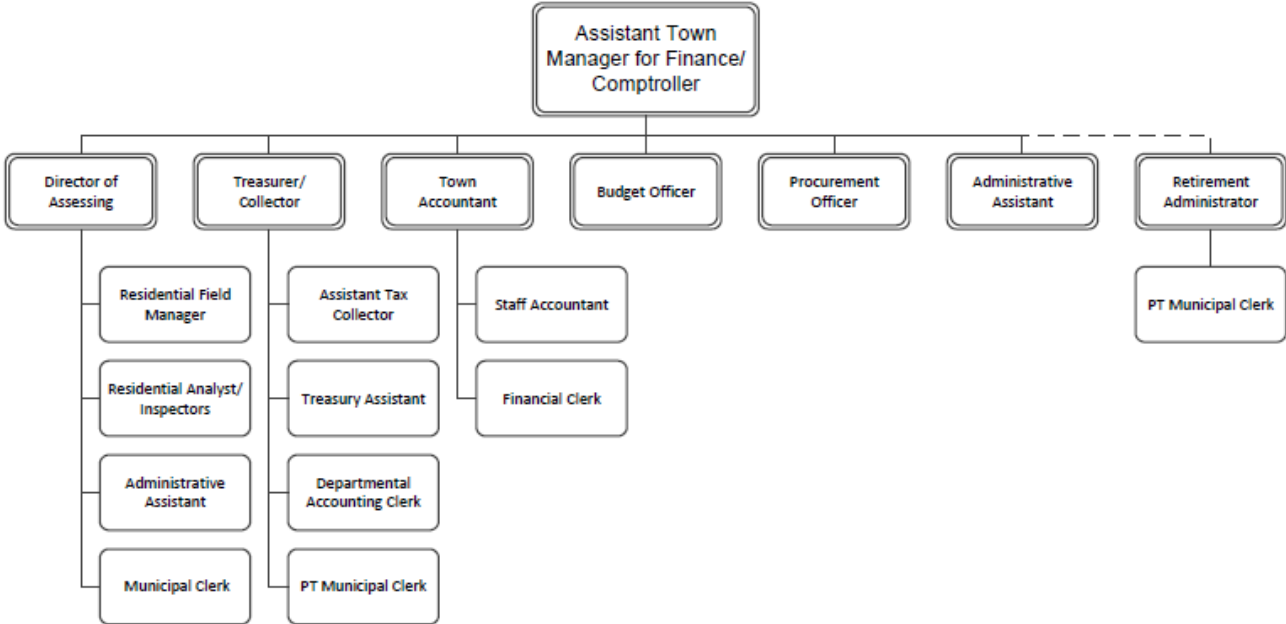 Assistant Town
Manager for Finance/
Comptroller
Director of
Assessing
Treasurer/
Collector
Town
Accountant
Budget Officer
Procurement
Officer
Administrative
Assistant
Retirement
Administrator
Residential Field
Manager
Residential Analyst/
Inspectors
Administrative
Assistant
Municipal Clerk
Assistant Tax
Collector
Treasury Assistant
Departmental
Accounting Clerk
PT Municipal Clerk
Staff Accountant
Financial Clerk
PT Municipal Clerk